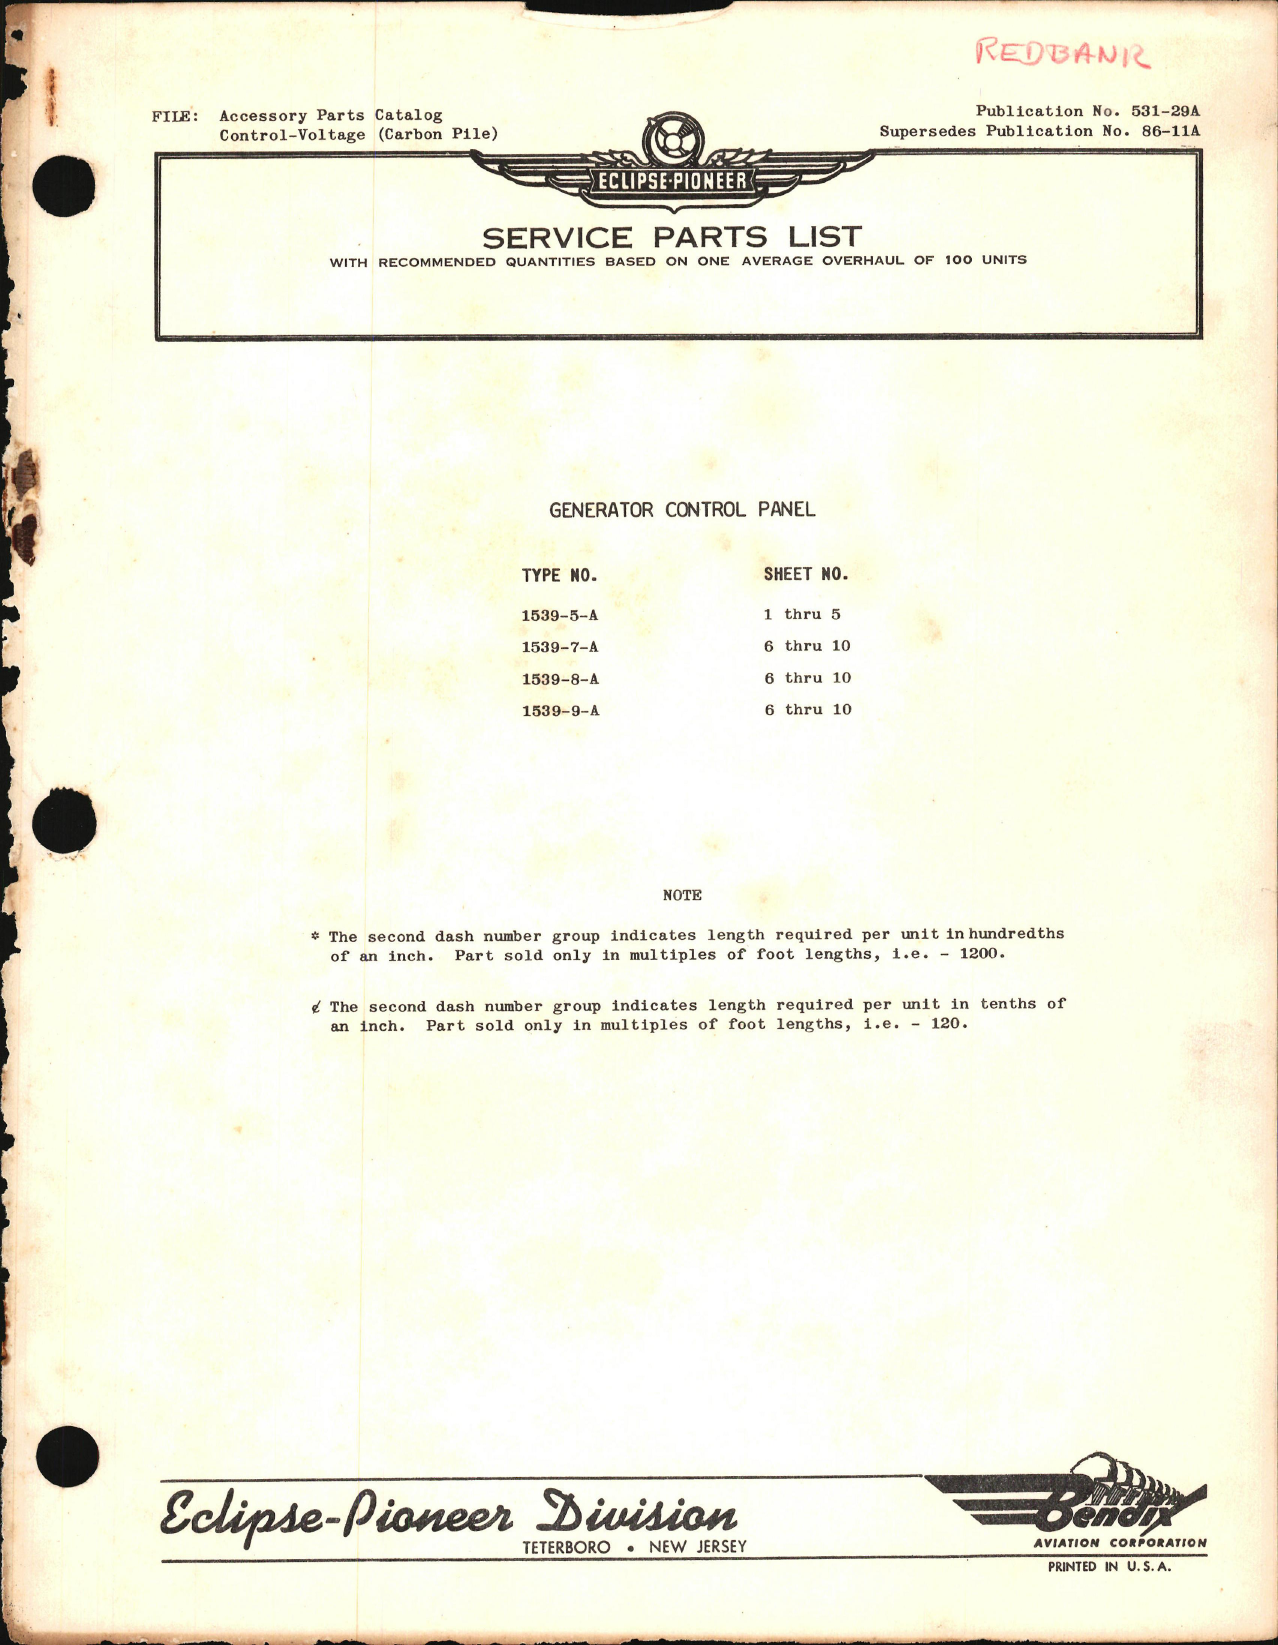 REDBANK
FILE: Accessory Parts Catalog
Control-Voltage (Carbon Pile)
Publication No. 531-29A
Supersedes Publication No. 86-11A
ECLIPSE-PIONEER
SERVICE PARTS LIST
WITH RECOMMENDED QUANTITIES BASED ON ONE AVERAGE OVERHAUL OF 100 UNITS
GENERATOR CONTROL PANEL
TYPE NO. SHEET NO.
1539-5-A 1 thru 5
1539-7-A 6 thru 10
1539-8-A 6 thru 10
1539-9-A 6 thru 10
NOTE
* The second dash number group indicates length required per unit in hundredths
of an inch. Part sold only in multiples of foot lengths, i.e. - 1200.
¢ The second dash number group indicates length required per unit in tenths of
an inch. Part sold only in multiples of foot lengths, i.e. - 120.
Eclipse-Pioneer Division
TETERBORO • NEW JERSEY
Bendix
AVIATION CORPORATION
PRINTED IN U.S.A.